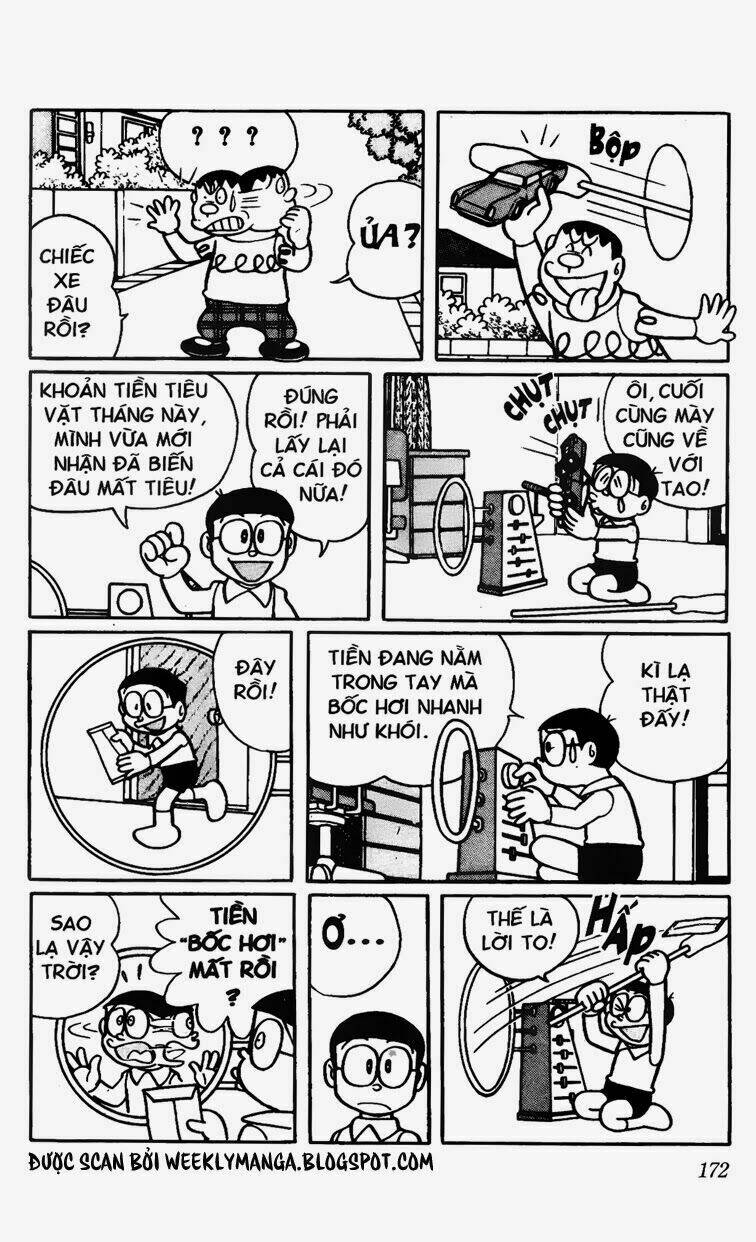 BỘP
ỦA?
? ? ?
CHIẾC
XE
ĐÂU
RỒI?
ÔI, CUỐI
CÙNG MÀY
CŨNG VỀ
VỚI
TAO!
CHỤT
CHỤT
ĐÚNG
RỒI! PHẢI
LẤY LẠI
CẢ CÁI ĐÓ
NỮA!
KHOẢN TIỀN TIÊU
VẶT THÁNG NÀY,
MÌNH VỪA MỚI
NHẬN ĐÃ BIẾN
ĐÂU MẤT TIÊU!
KÌ LẠ
THẬT
ĐẤY!
TIỀN ĐANG NẰM
TRONG TAY MÀ
BỐC HƠI NHANH
NHƯ KHÓI.
ĐÂY
RỒI!
HẤP
THẾ LÀ
LỜI TO!
Ơ...
TIỀN
"BỐC HƠI"
MẤT RỒI
?
SAO
LẠ VẬY
TRỜI?
ĐƯỢC SCAN BỞI WEEKLYMANGA.BLOGSPOT.COM
172